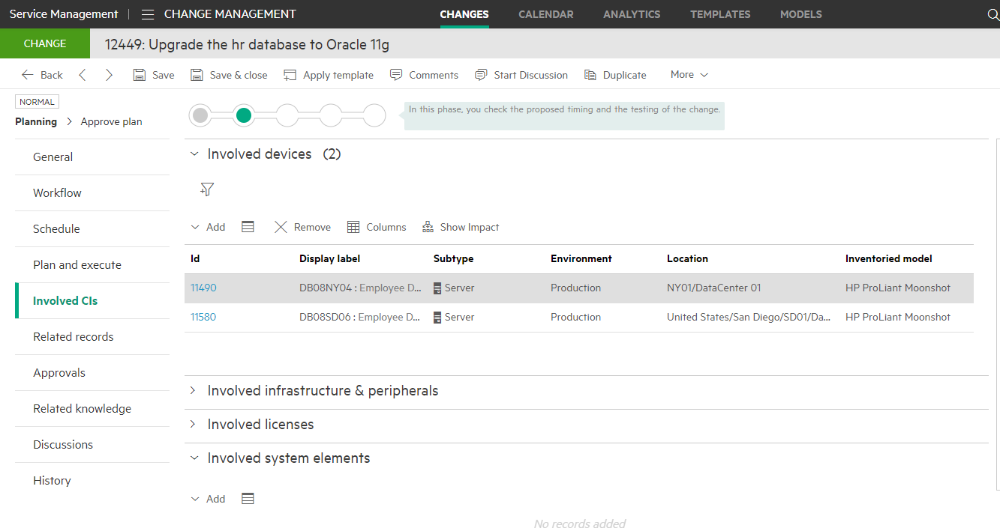 Service Management | CHANGE MANAGEMENT CHANGES CALENDAR ANALYTICS TEMPLATES MODELS
CHANGE 12449: Upgrade the hr database to Oracle 11g
Back Save Save & close Apply template Comments Start Discussion Duplicate More
NORMAL
Planning > Approve plan
In this phase, you check the proposed timing and the testing of the change.
General
Workflow
Schedule
Plan and execute
Involved CIs
Related records
Approvals
Related knowledge
Discussions
History
Involved devices (2)
Add Remove Columns Show Impact
Id Display label Subtype Environment Location Inventoried model
11490 DB08NY04 : Employee D... Server Production NY01/DataCenter 01 HP ProLiant Moonshot
11580 DB08SD06 : Employee D... Server Production United States/San Diego/SD01/Da... HP ProLiant Moonshot
Involved infrastructure & peripherals
Involved licenses
Involved system elements
Add
No records added